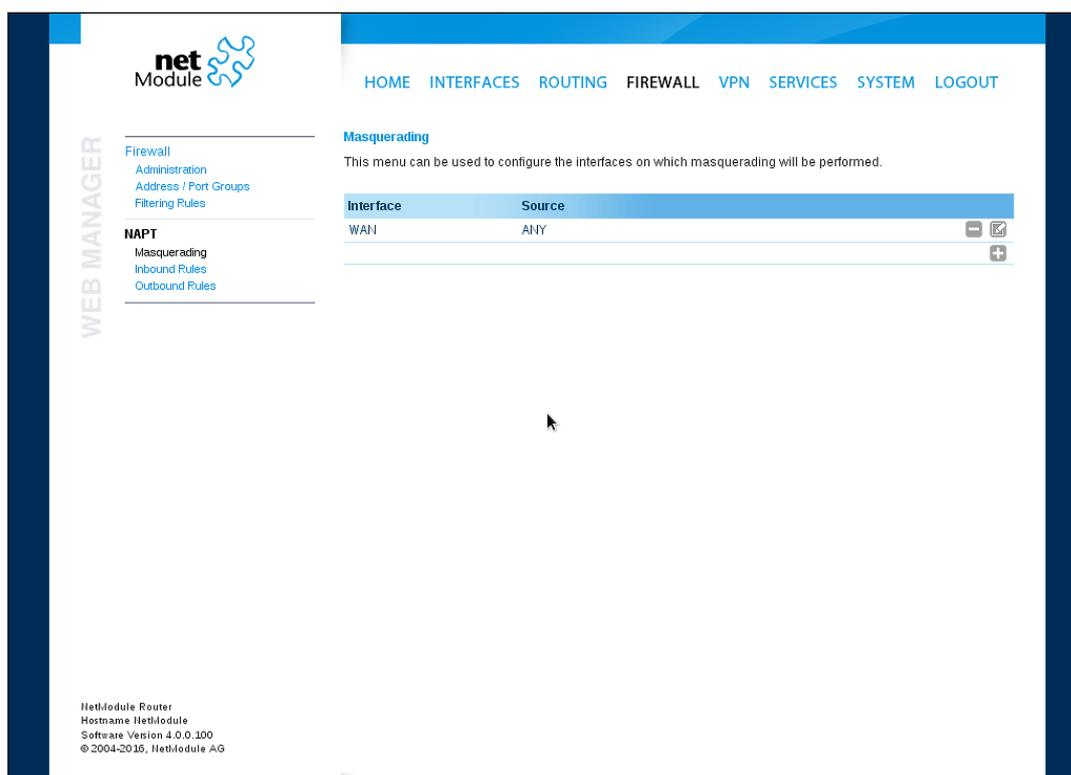 net
Module
HOME INTERFACES ROUTING FIREWALL VPN SERVICES SYSTEM LOGOUT
WEB MANAGER
Firewall
Administration
Address / Port Groups
Filtering Rules
NAPT
Masquerading
Inbound Rules
Outbound Rules
Masquerading
This menu can be used to configure the interfaces on which masquerading will be performed.
Interface Source
WAN ANY
NetModule Router
Hostname NetModule
Software Version 4.0.0.100
© 2004-2016, NetModule AG